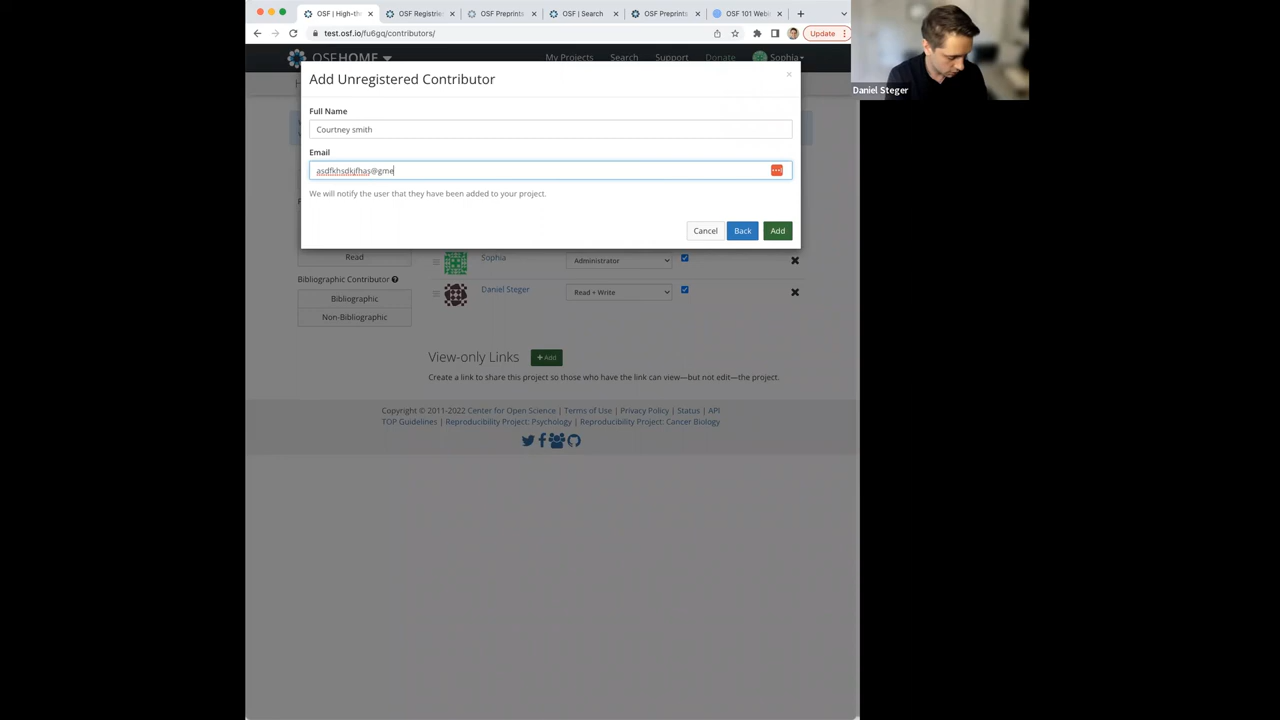 OSF | High-th
OSF Registrie
OSF Preprints
OSF | Search
OSF Preprints
OSF 101 Webi
test.osf.io/fu6gq/contributors/
Update
OSFHOME
My Projects
Search
Support
Donate
Sophia
Daniel Steger
Add Unregistered Contributor
×
Full Name
Courtney smith
Email
asdfkhsdkjfhas@gme
We will notify the user that they have been added to your project.
Cancel
Back
Add
Read
Sophia
Administrator
Bibliographic Contributor
Daniel Steger
Read + Write
Bibliographic
Non-Bibliographic
View-only Links
+ Add
Create a link to share this project so those who have the link can view—but not edit—the project.
Copyright © 2011-2022 Center for Open Science | Terms of Use | Privacy Policy | Status | API
TOP Guidelines | Reproducibility Project: Psychology | Reproducibility Project: Cancer Biology